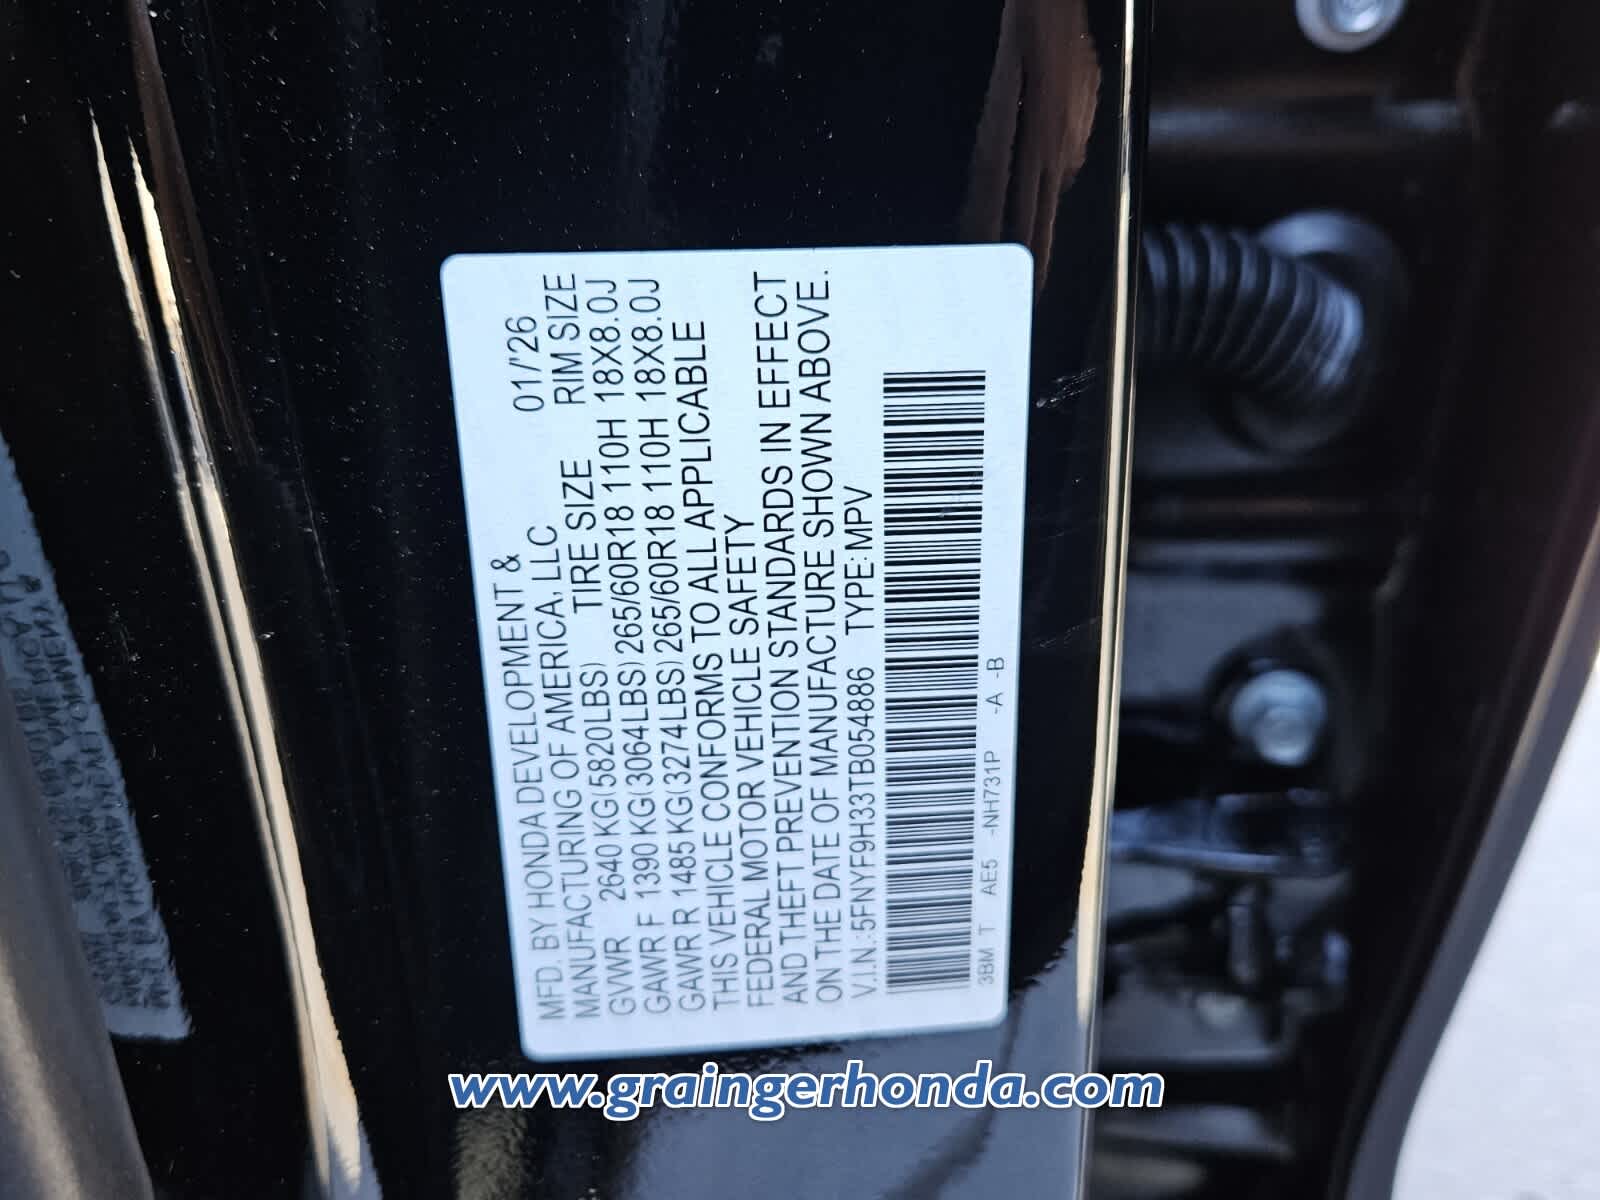 MFD. BY HONDA DEVELOPMENT &
MANUFACTURING OF AMERICA, LLC 01/'26
TIRE SIZE RIM SIZE
GVWR 2640 KG(5820LBS)
GAWR F 1390 KG(3064LBS) 265/60R18 110H 18X8.0J
GAWR R 1485 KG(3274LBS) 265/60R18 110H 18X8.0J
THIS VEHICLE CONFORMS TO ALL APPLICABLE
FEDERAL MOTOR VEHICLE SAFETY
AND THEFT PREVENTION STANDARDS IN EFFECT
ON THE DATE OF MANUFACTURE SHOWN ABOVE.
V.I.N.:5FNYF9H33TB054886 TYPE:MPV
3BM T AE5 -NH731P -A -B
www.graingerhonda.com